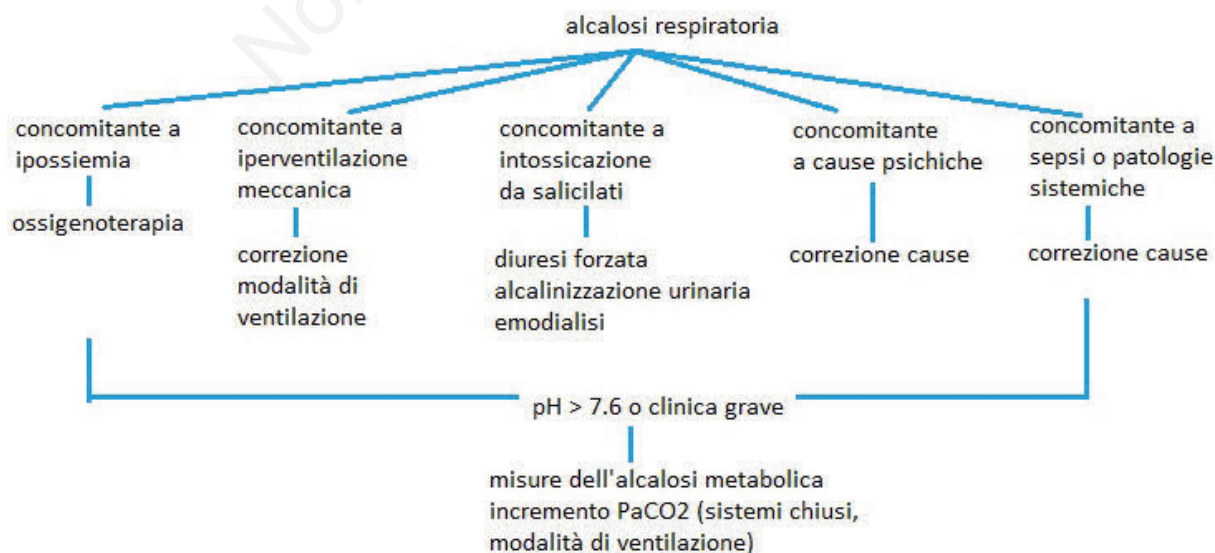 alcalosi respiratoria
concomitante a
ipossiemia
ossigenoterapia
concomitante a
iperventilazione
meccanica
correzione
modalità di
ventilazione
concomitante a
intossicazione
da salicilati
diuresi forzata
alcalinizzazione urinaria
emodialisi
concomitante
a cause psichiche
correzione cause
concomitante a
sepsi o patologie
sistemiche
correzione cause
pH > 7.6 o clinica grave
misure dell'alcalosi metabolica
incremento PaCO2 (sistemi chiusi,
modalità di ventilazione)